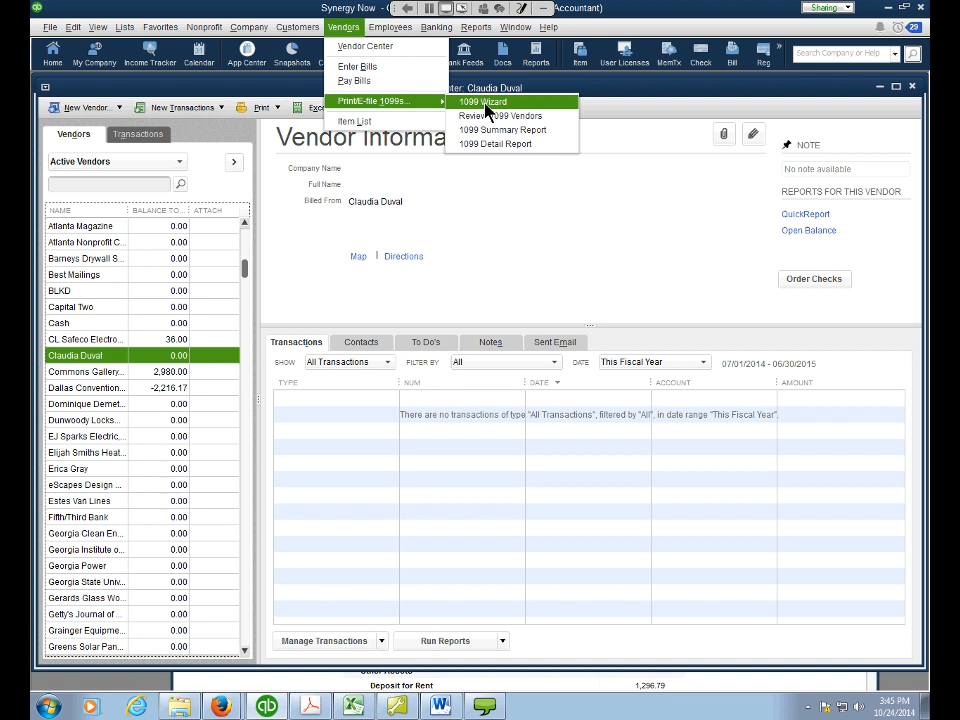 Synergy Now - Accountant)
Sharing
File Edit View Lists Favorites Nonprofit Company Customers Vendors Employees Banking Reports Window Help 29
Home My Company Income Tracker Calendar App Center Snapshots Bank Feeds Docs Reports Item User Licenses MemTx Check Bill Reg » Search Company or Help
Vendor Center
Enter Bills
Pay Bills
Print/E-file 1099s...
Item List
1099 Wizard
Review 1099 Vendors
1099 Summary Report
1099 Detail Report
nter: Claudia Duval
New Vendor... New Transactions Print Exc
Vendors Transactions
Active Vendors
NAME BALANCE TO... ATTACH
Atlanta Magazine 0.00
Atlanta Nonprofit C... 0.00
Barneys Drywall S... 0.00
Best Mailings 0.00
BLKD 0.00
Capital Two 0.00
Cash 0.00
CL Safeco Electro... 36.00
Claudia Duval 0.00
Commons Gallery... 2,980.00
Dallas Convention... -2,216.17
Dominique Demet... 0.00
Dunwoody Locks... 0.00
EJ Sparks Electric,... 0.00
Elijah Smiths Heat... 0.00
Erica Gray 0.00
eScapes Design ... 0.00
Estes Van Lines 0.00
Fifth/Third Bank 0.00
Georgia Clean En... 0.00
Georgia Institute o... 0.00
Georgia Power 0.00
Georgia State Univ... 0.00
Gerards Glass Wo... 0.00
Getty's Journal of ... 0.00
Grainger Equipme... 0.00
Greens Solar Pan... 0.00
Vendor Informa
Company Name
Full Name
Billed From Claudia Duval
Map Directions
NOTE
No note available
REPORTS FOR THIS VENDOR
QuickReport
Open Balance
Order Checks
Transactions Contacts To Do's Notes Sent Email
SHOW All Transactions FILTER BY All DATE This Fiscal Year 07/01/2014 - 06/30/2015
TYPE NUM DATE ACCOUNT AMOUNT
There are no transactions of type "All Transactions", filtered by "All", in date range "This Fiscal Year".
Manage Transactions Run Reports
Deposit for Rent 1,296.79
3:45 PM
10/24/2014